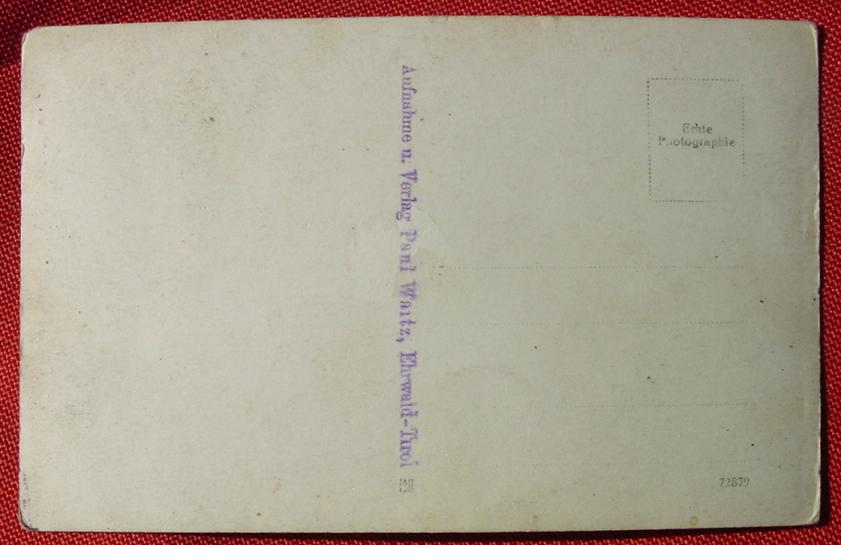 Aufnahme u. Verlag Paul Waitz, Ehrwald-Tirol
Echte
Photographie
72879